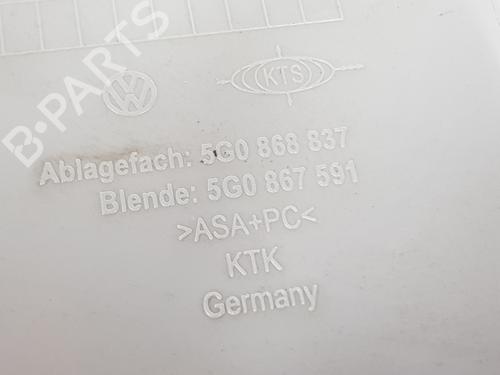 B-PARTS
KTS
Ablagefach: 5G0 868 837
Blende: 5G0 867 591
>ASA+PC<
KTK
Germany